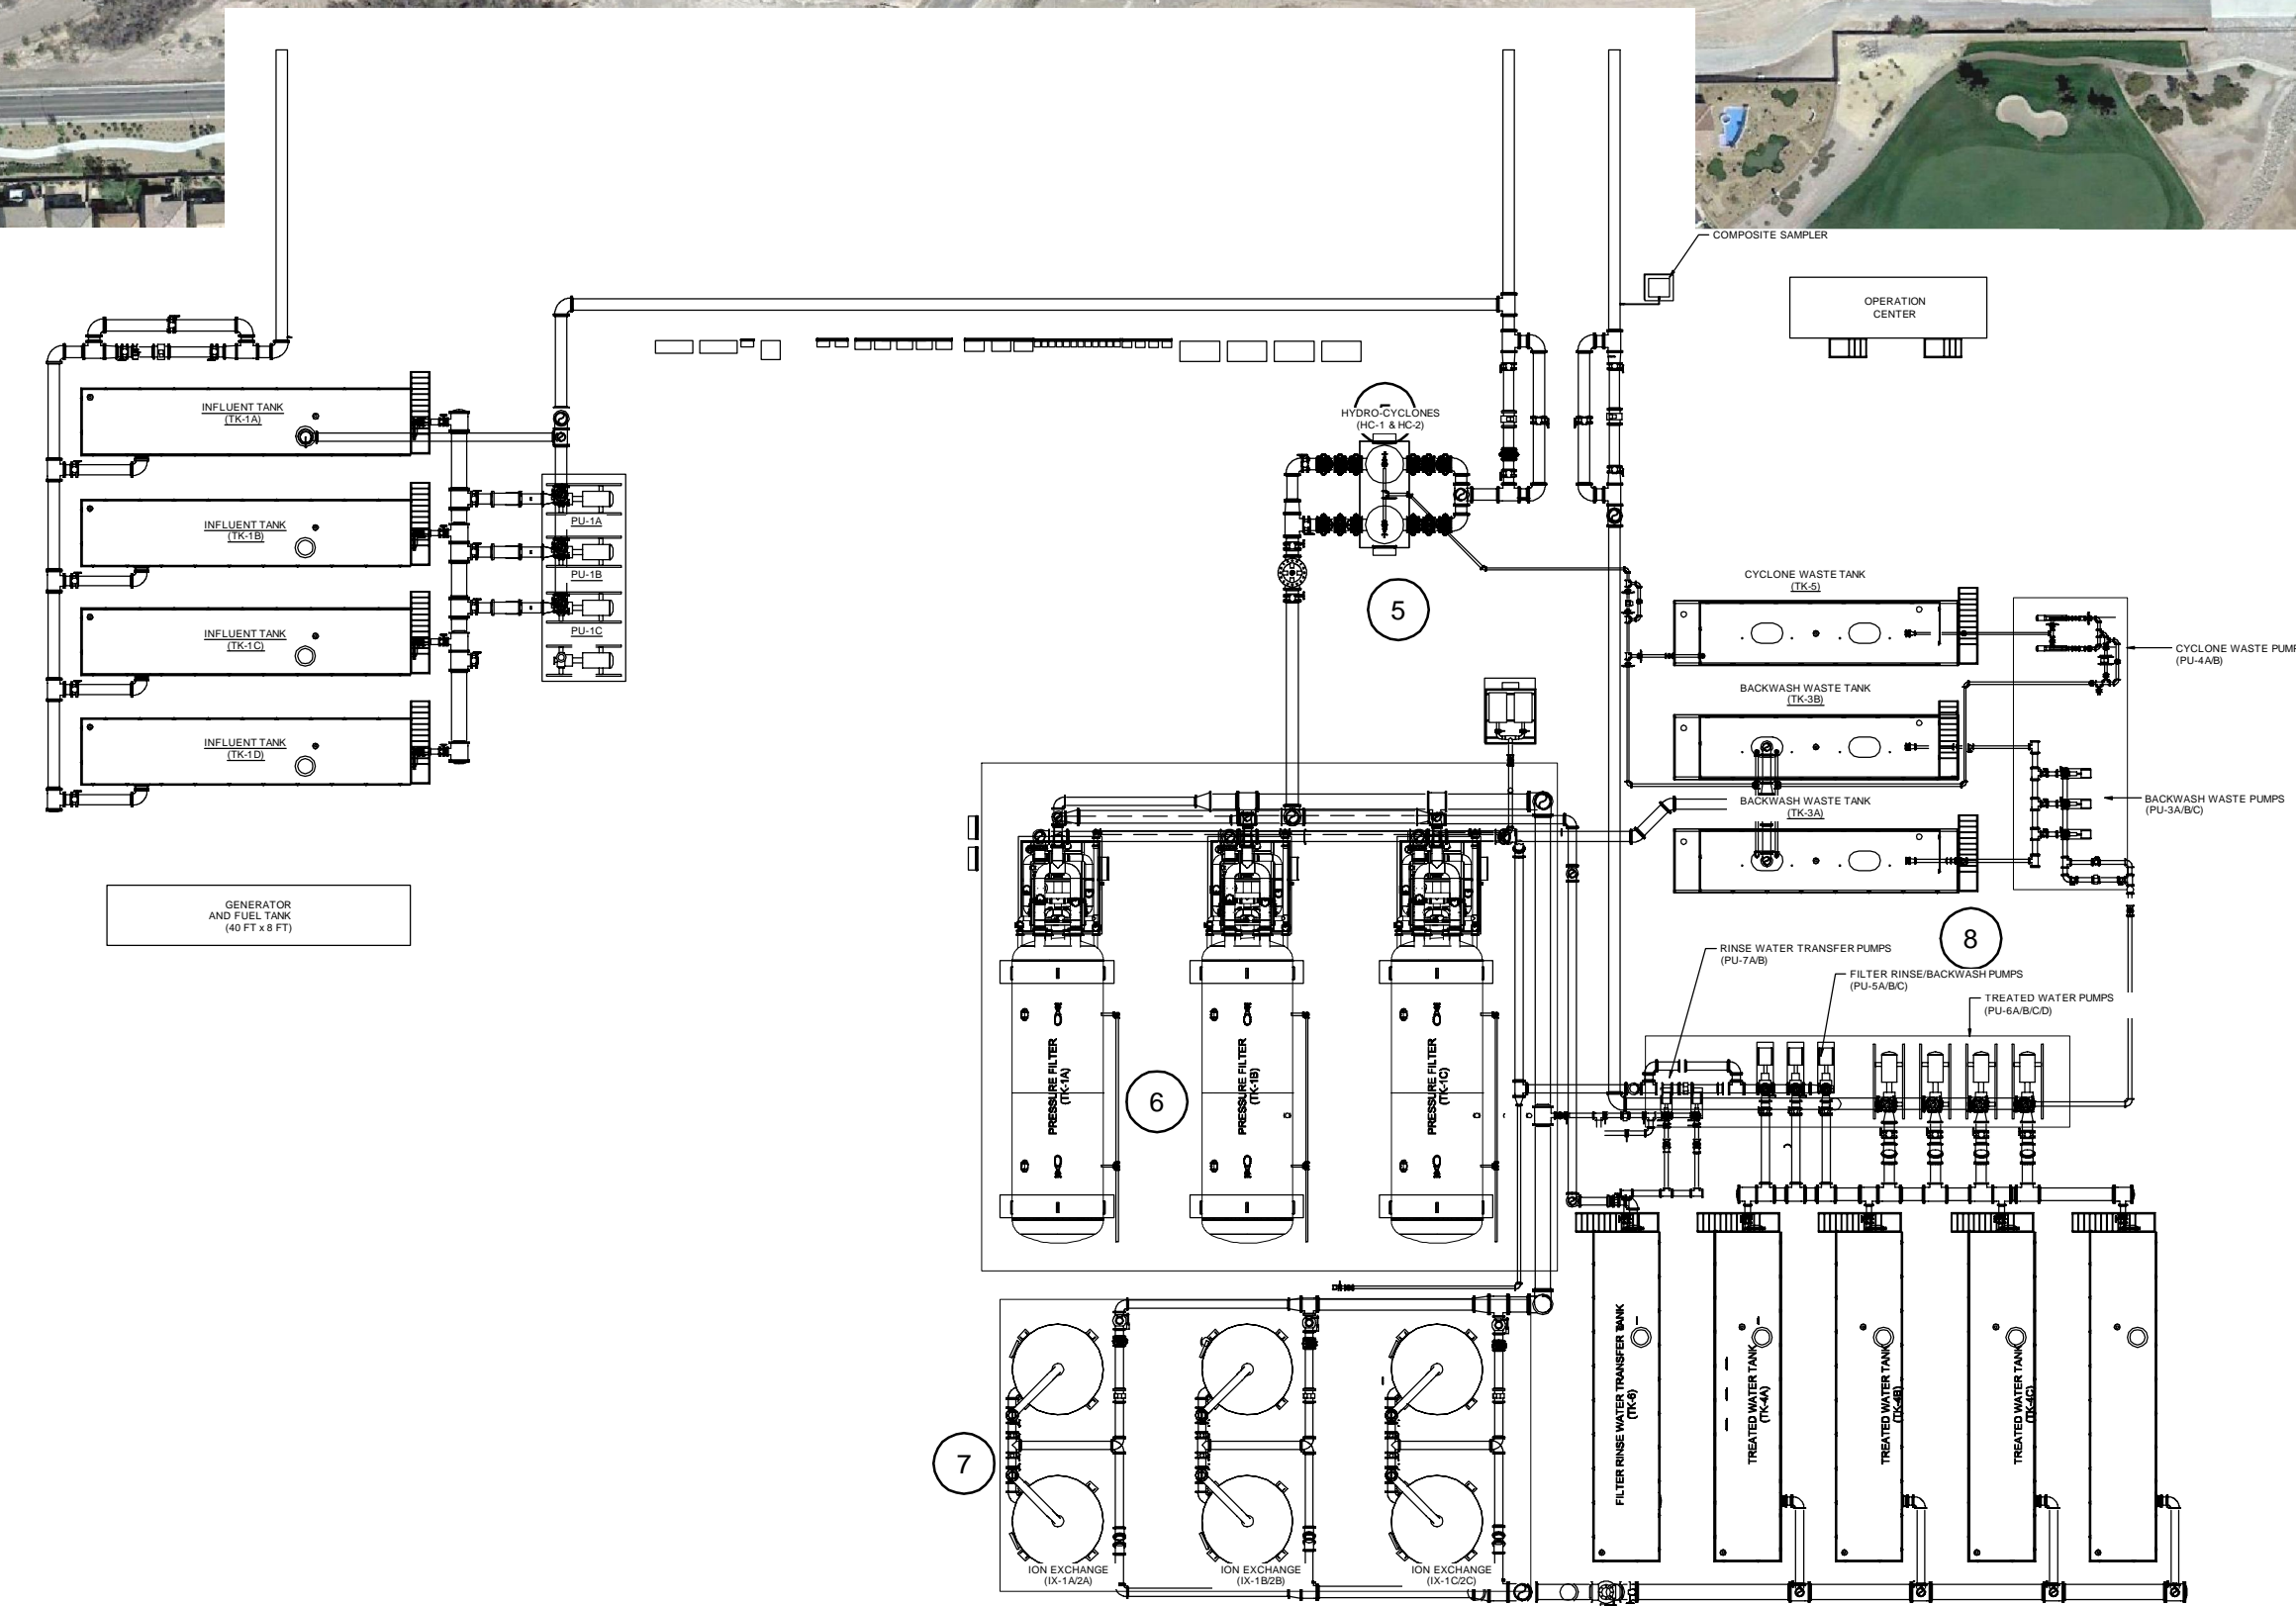 COMPOSITE SAMPLER
OPERATION
CENTER
INFLUENT TANK
(TK-1A)
HYDRO-CYCLONES
(HC-1 & HC-2)
INFLUENT TANK
(TK-1B)
PU-1A
PU-1B
CYCLONE WASTE TANK
(TK-5)
5
INFLUENT TANK
(TK-1C)
PU-1C
CYCLONE WASTE PUMP
(PU-4A/B)
BACKWASH WASTE TANK
(TK-3B)
INFLUENT TANK
(TK-1D)
BACKWASH WASTE TANK
(TK-3A)
BACKWASH WASTE PUMPS
(PU-3A/B/C)
GENERATOR
AND FUEL TANK
(40 FT x 8 FT)
8
RINSE WATER TRANSFER PUMPS
(PU-7A/B)
FILTER RINSE/BACKWASH PUMPS
(PU-5A/B/C)
TREATED WATER PUMPS
(PU-6A/B/C/D)
PRESSURE FILTER
(TK-1A)
6
PRESSURE FILTER
(TK-1B)
PRESSURE FILTER
(TK-1C)
FILTER RINSE WATER TRANSFER TANK
(TK-6)
TREATED WATER TANK
(TK-4A)
TREATED WATER TANK
(TK-4B)
TREATED WATER TANK
(TK-4C)
7
ION EXCHANGE
(IX-1A/2A)
ION EXCHANGE
(IX-1B/2B)
ION EXCHANGE
(IX-1C/2C)